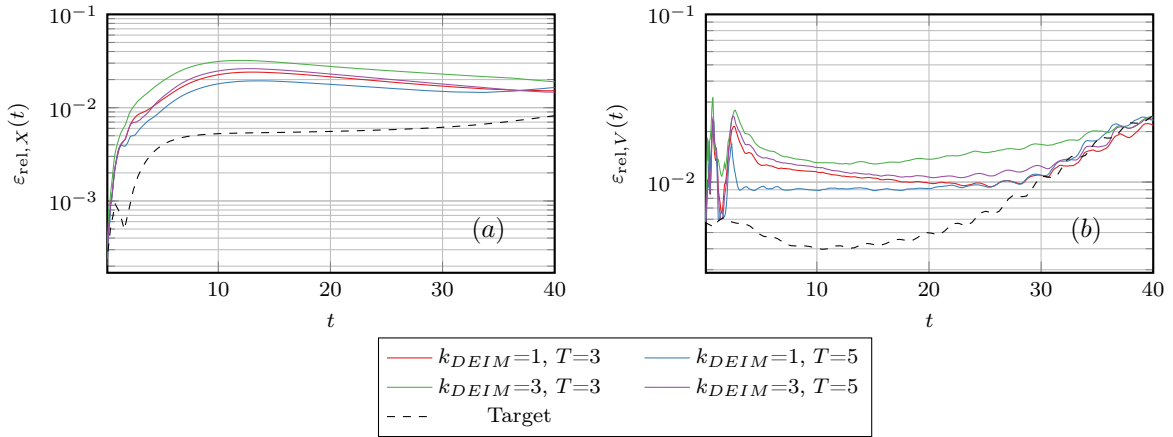 10^{-1}
10^{-2}
10^{-3}
ε_{rel,X}(t)
(a)
10 20 30 40
t
10^{-1}
10^{-2}
ε_{rel,V}(t)
(b)
10 20 30 40
t
k_{DEIM}=1, T=3 k_{DEIM}=1, T=5
k_{DEIM}=3, T=3 k_{DEIM}=3, T=5
Target